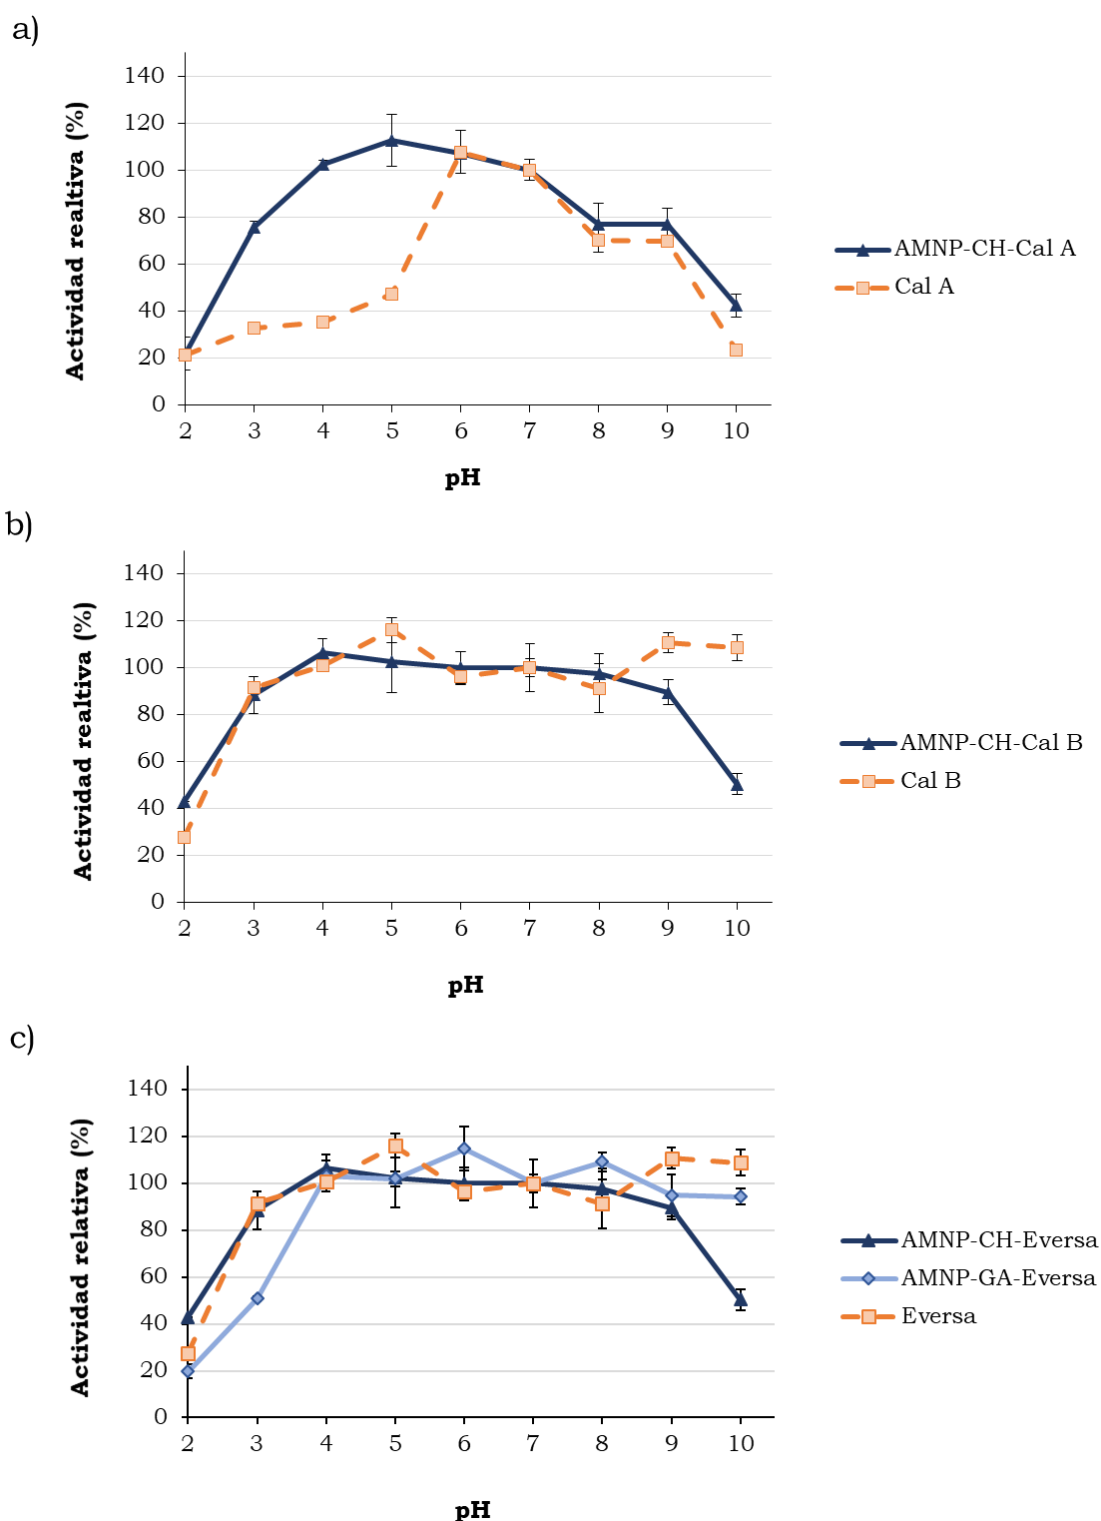 a)
140
120
100
80
60
40
20
0
Actividad realtiva (%)
2 3 4 5 6 7 8 9 10
pH
AMNP-CH-Cal A
Cal A
b)
140
120
100
80
60
40
20
0
Actividad realtiva (%)
2 3 4 5 6 7 8 9 10
pH
AMNP-CH-Cal B
Cal B
c)
140
120
100
80
60
40
20
0
Actividad relativa (%)
2 3 4 5 6 7 8 9 10
pH
AMNP-CH-Eversa
AMNP-GA-Eversa
Eversa